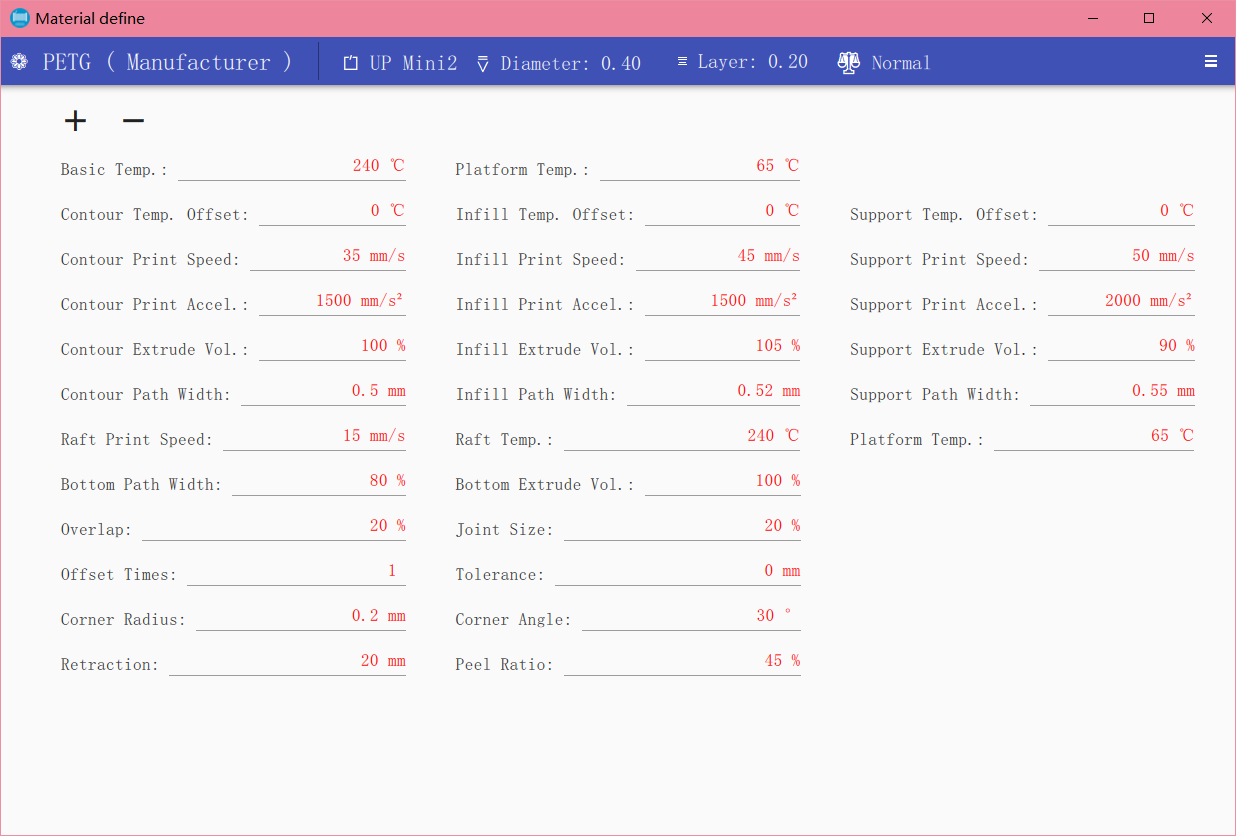 Material define
PETG ( Manufacturer ) UP Mini2 Diameter: 0.40 Layer: 0.20 Normal
+ −
Basic Temp.: 240 ℃ Platform Temp.: 65 ℃
Contour Temp. Offset: 0 ℃ Infill Temp. Offset: 0 ℃ Support Temp. Offset: 0 ℃
Contour Print Speed: 35 mm/s Infill Print Speed: 45 mm/s Support Print Speed: 50 mm/s
Contour Print Accel.: 1500 mm/s² Infill Print Accel.: 1500 mm/s² Support Print Accel.: 2000 mm/s²
Contour Extrude Vol.: 100 % Infill Extrude Vol.: 105 % Support Extrude Vol.: 90 %
Contour Path Width: 0.5 mm Infill Path Width: 0.52 mm Support Path Width: 0.55 mm
Raft Print Speed: 15 mm/s Raft Temp.: 240 ℃ Platform Temp.: 65 ℃
Bottom Path Width: 80 % Bottom Extrude Vol.: 100 %
Overlap: 20 % Joint Size: 20 %
Offset Times: 1 Tolerance: 0 mm
Corner Radius: 0.2 mm Corner Angle: 30 °
Retraction: 20 mm Peel Ratio: 45 %